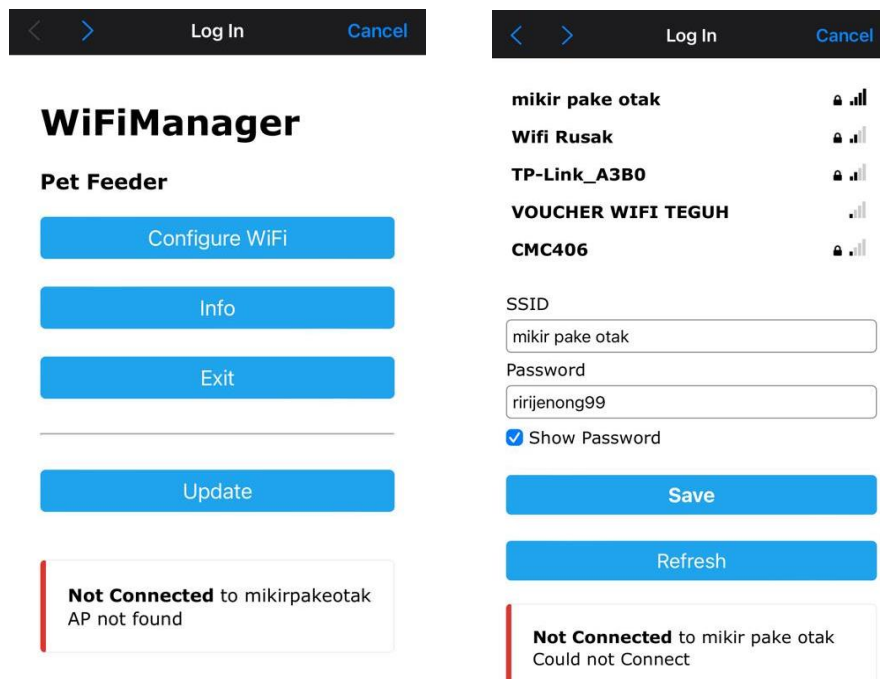 Log In
Cancel
WiFiManager
Pet Feeder
Configure WiFi
Info
Exit
Update
Not Connected to mikirpakeotak
AP not found
Log In
Cancel
mikir pake otak
Wifi Rusak
TP-Link_A3B0
VOUCHER WIFI TEGUH
CMC406
SSID
mikir pake otak
Password
ririjenong99
Show Password
Save
Refresh
Not Connected to mikir pake otak
Could not Connect